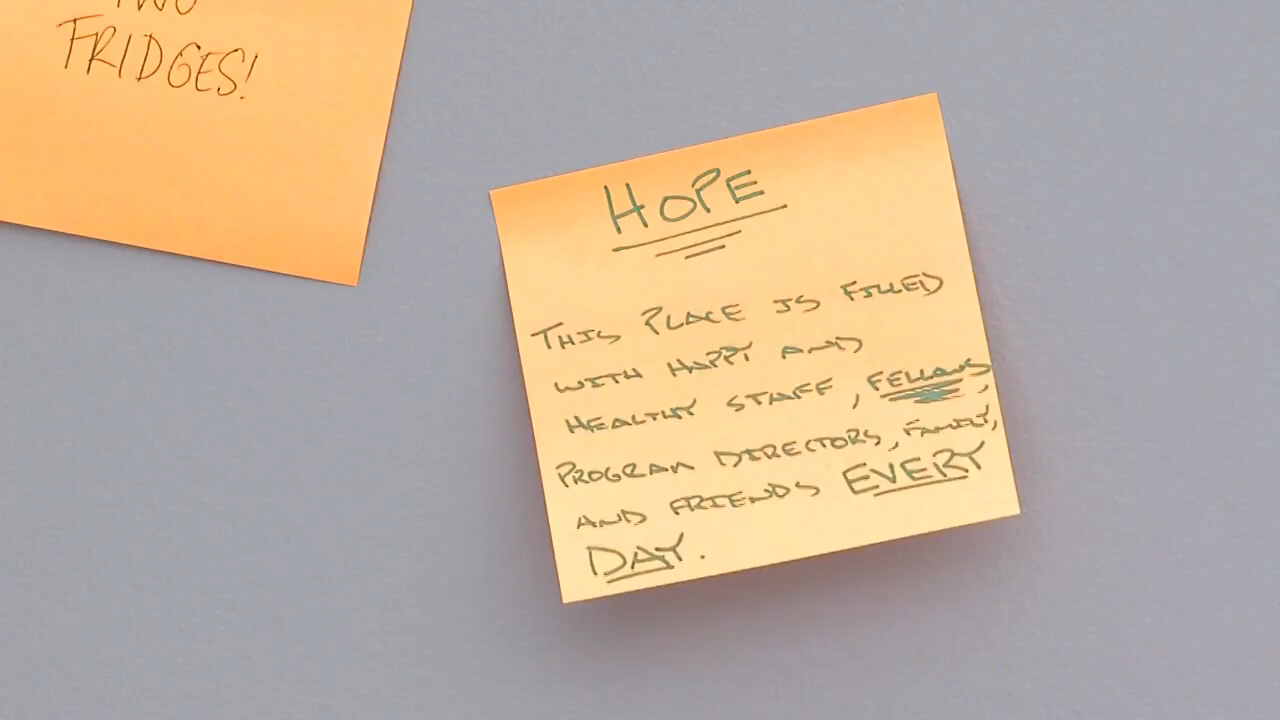 TWO
FRIDGES!
HOPE
THIS PLACE IS FILLED
WITH HAPPY AND
HEALTHY STAFF, FELLOWS,
PROGRAM DIRECTORS, FAMILY,
AND FRIENDS EVERY
DAY.